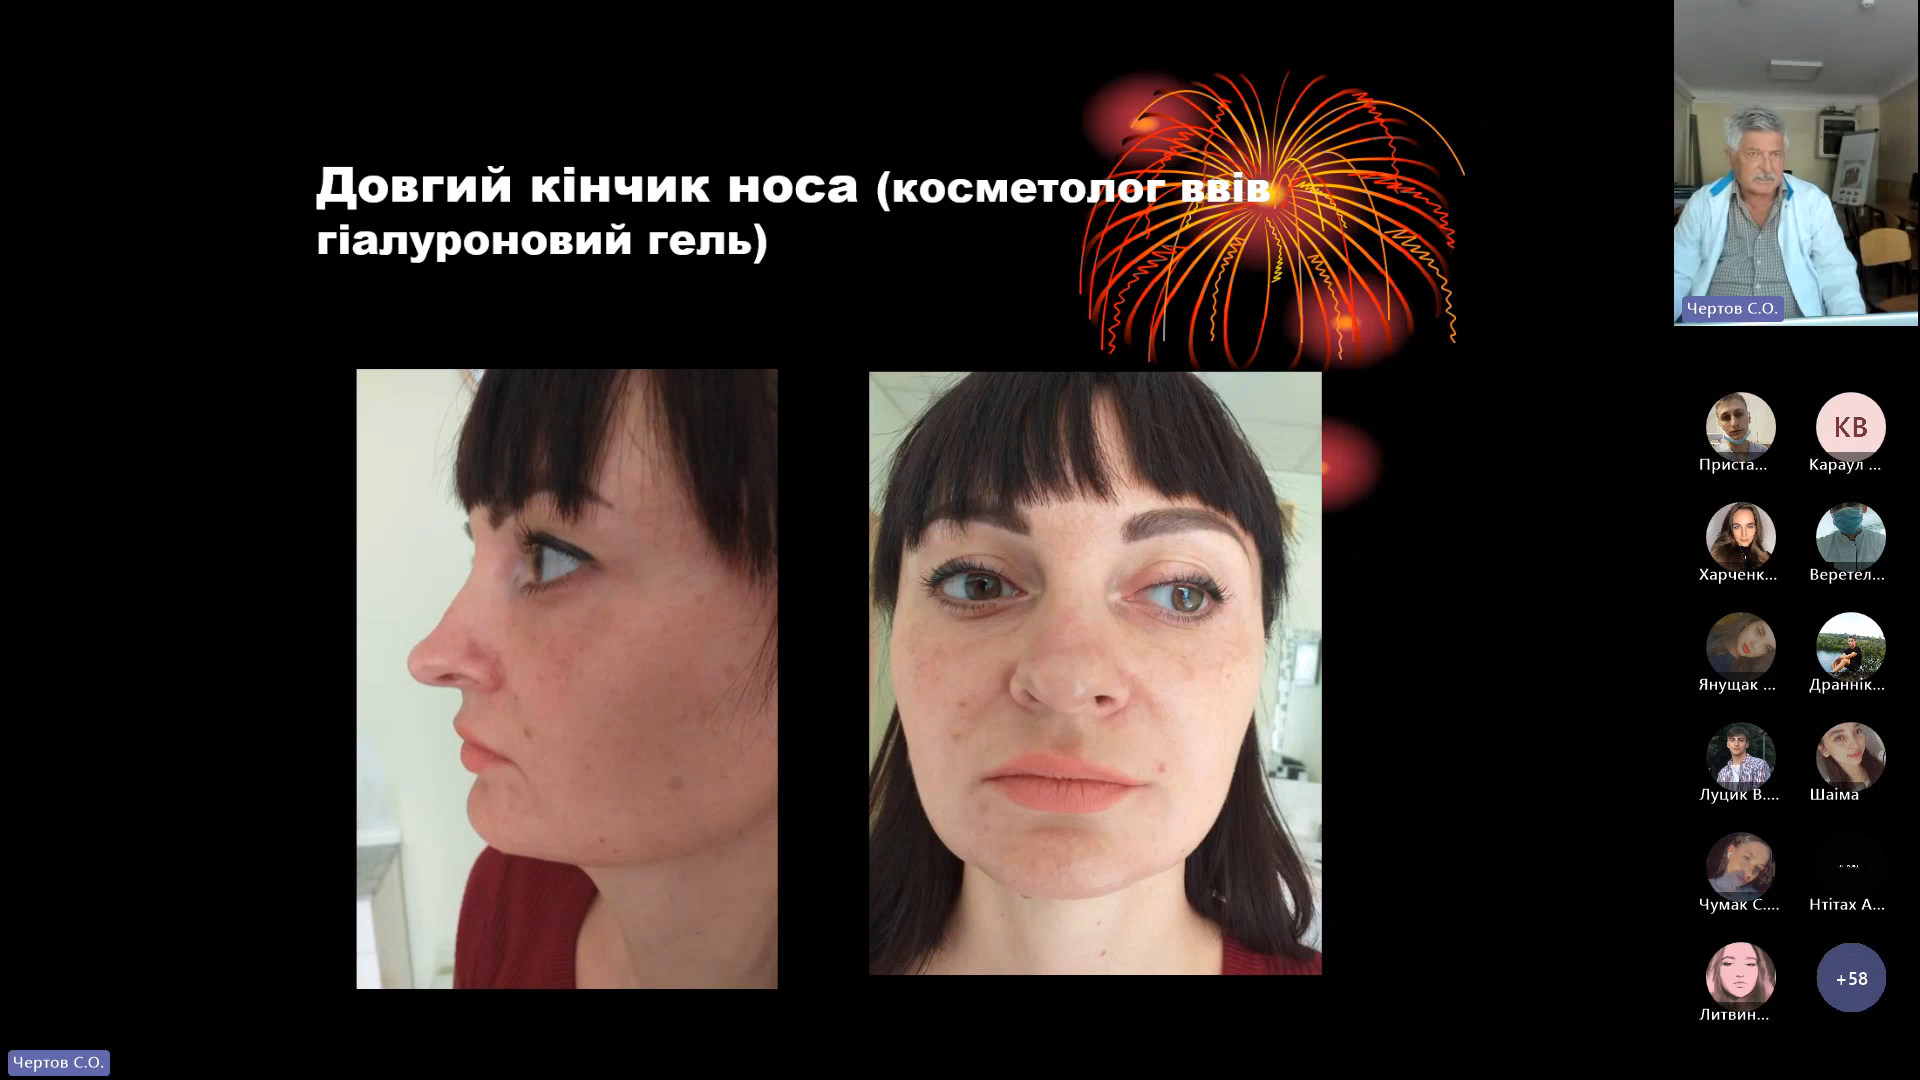 Довгий кінчик носа (косметолог ввів
гіалуроновий гель)
Чертов С.О.
Приста...
Караул ...
KB
Харченк...
Веретел...
Янущак ...
Драннік...
Луцик В....
Шаіма
Чумак С....
Нтітах А...
Литвин...
+58
Чертов С.О.